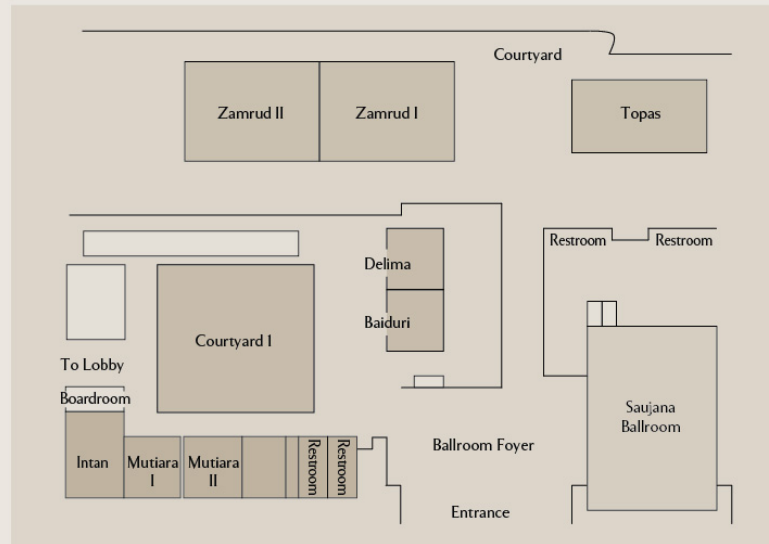 Courtyard
Zamrud II
Zamrud I
Topas
Restroom
Restroom
Delima
Baiduri
Courtyard I
To Lobby
Boardroom
Saujana
Ballroom
Intan
Mutiara
I
Mutiara
II
Restroom
Restroom
Ballroom Foyer
Entrance